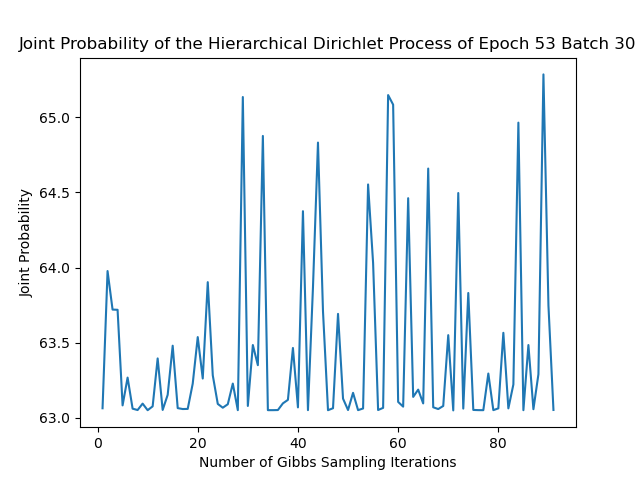 Joint Probability of the Hierarchical Dirichlet Process of Epoch 53 Batch 30
65.0
64.5
64.0
63.5
63.0
Joint Probability
0 20 40 60 80
Number of Gibbs Sampling Iterations